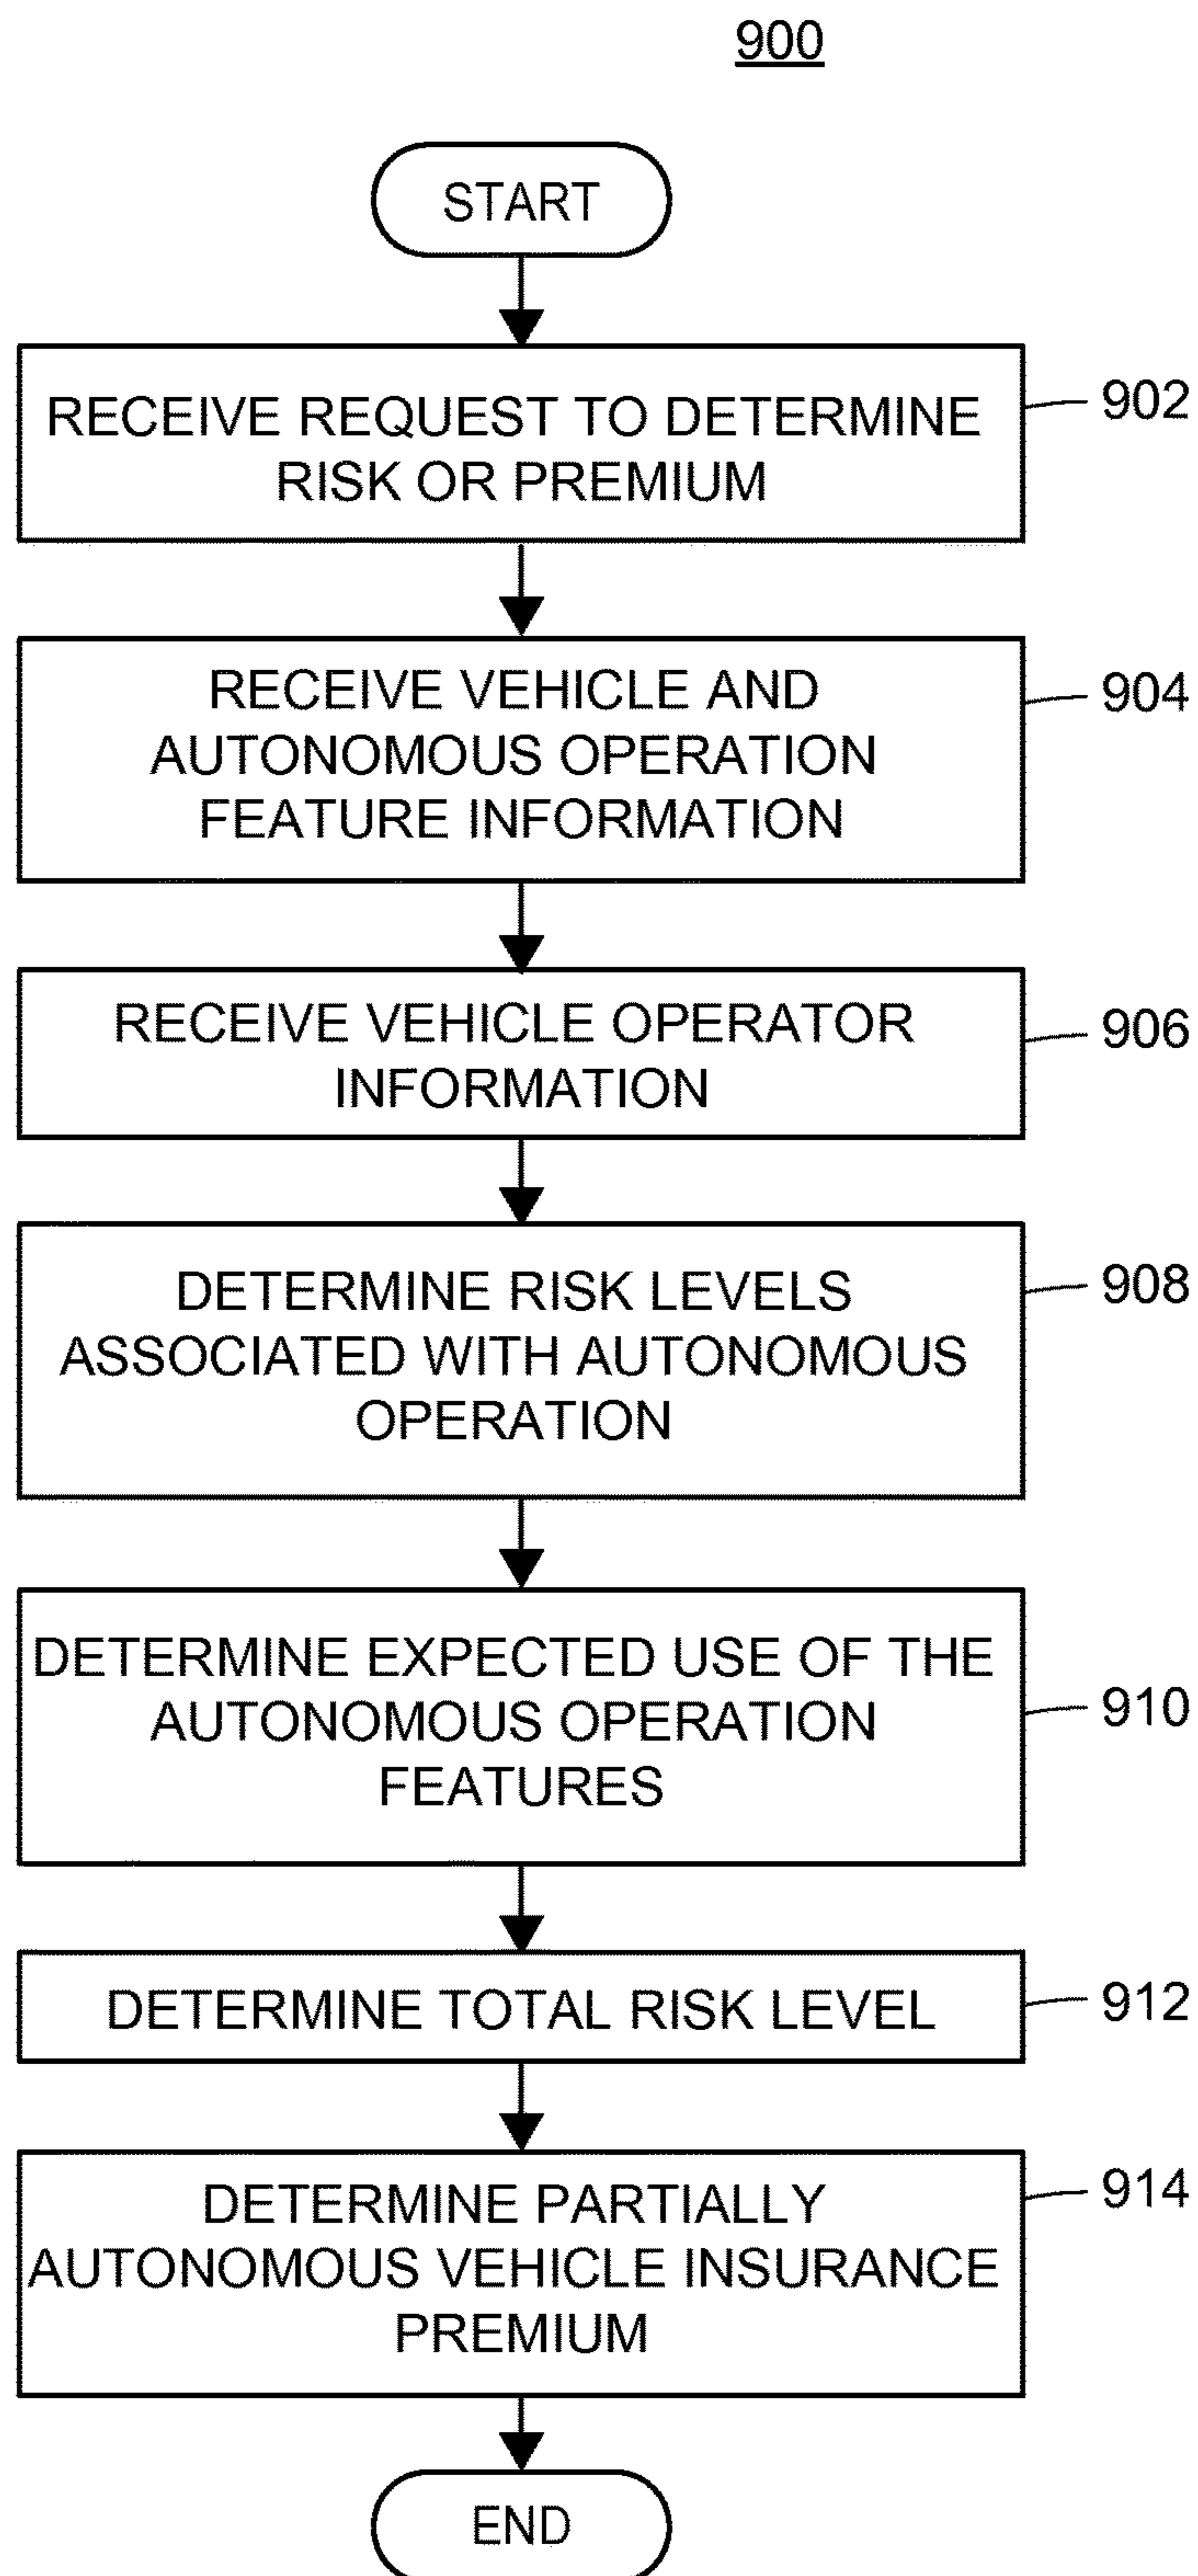 900
START
RECEIVE REQUEST TO DETERMINE
RISK OR PREMIUM
902
RECEIVE VEHICLE AND
AUTONOMOUS OPERATION
FEATURE INFORMATION
904
RECEIVE VEHICLE OPERATOR
INFORMATION
906
DETERMINE RISK LEVELS
ASSOCIATED WITH AUTONOMOUS
OPERATION
908
DETERMINE EXPECTED USE OF THE
AUTONOMOUS OPERATION
FEATURES
910
DETERMINE TOTAL RISK LEVEL
912
DETERMINE PARTIALLY
AUTONOMOUS VEHICLE INSURANCE
PREMIUM
914
END